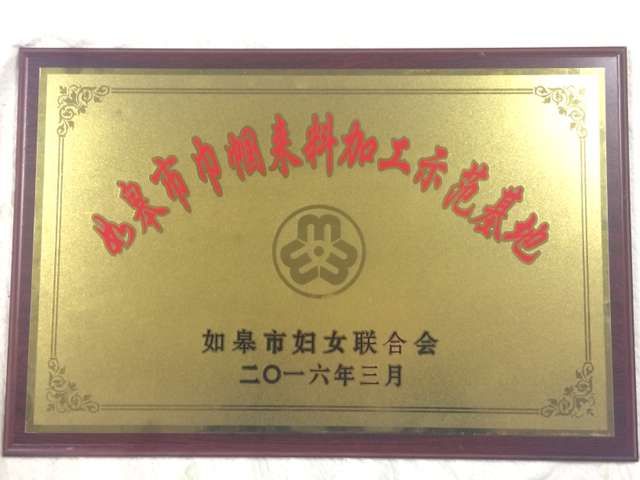 如皋市巾帼来料加工示范基地
如皋市妇女联合会
二〇一六年三月